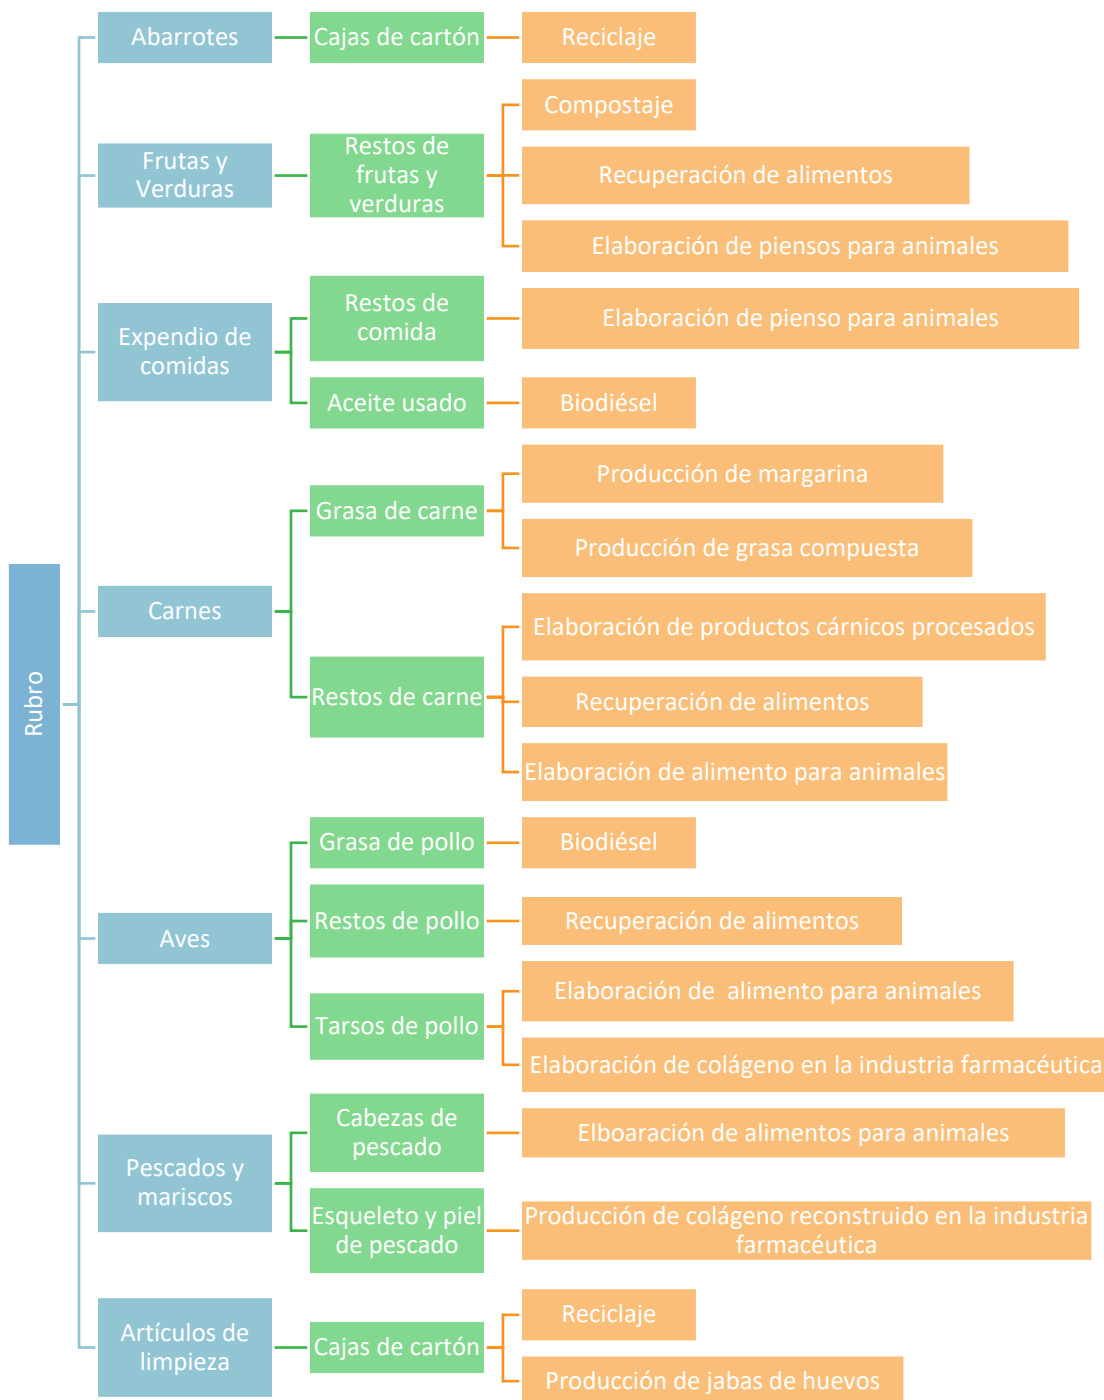 Rubro
Abarrotes
Cajas de cartón
Reciclaje
Frutas y
Verduras
Restos de
frutas y
verduras
Compostaje
Recuperación de alimentos
Elaboración de piensos para animales
Expendio de
comidas
Restos de
comida
Elaboración de pienso para animales
Aceite usado
Biodiésel
Carnes
Grasa de carne
Producción de margarina
Producción de grasa compuesta
Restos de carne
Elaboración de productos cárnicos procesados
Recuperación de alimentos
Elaboración de alimento para animales
Aves
Grasa de pollo
Biodiésel
Restos de pollo
Recuperación de alimentos
Tarsos de pollo
Elaboración de  alimento para animales
Elaboración de colágeno en la industria farmacéutica
Pescados y
mariscos
Cabezas de
pescado
Elboaración de alimentos para animales
Esqueleto y piel
de pescado
Producción de colágeno reconstruido en la industria
farmacéutica
Artículos de
limpieza
Cajas de cartón
Reciclaje
Producción de jabas de huevos